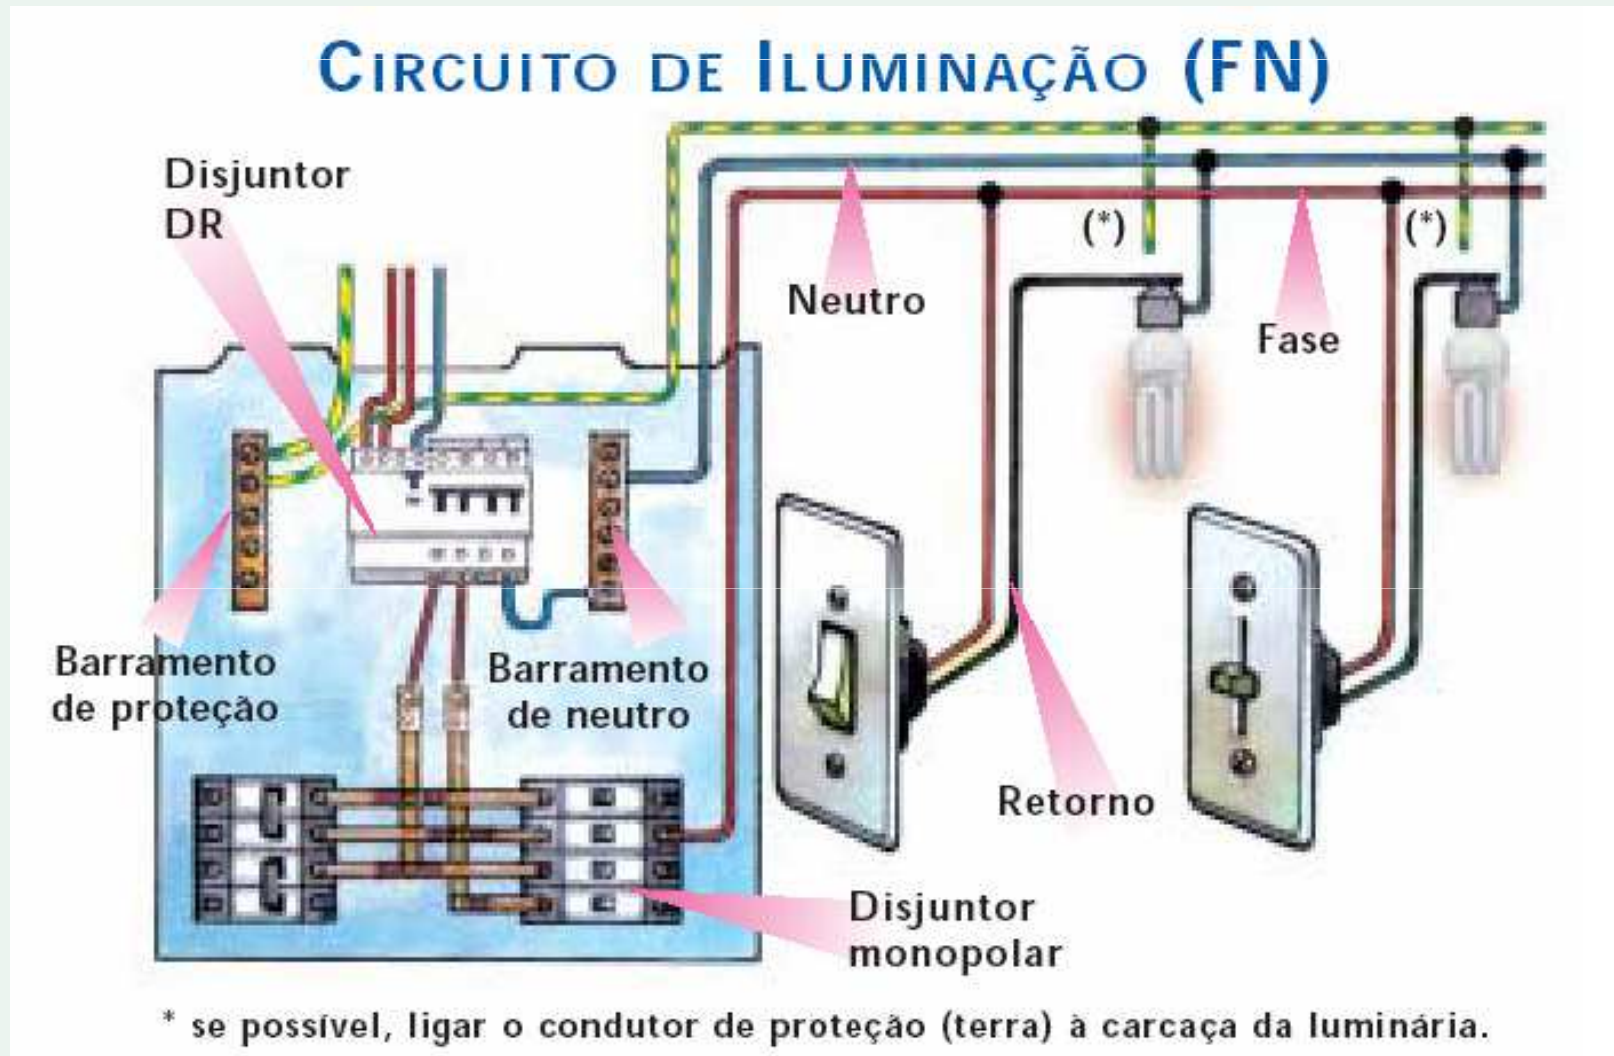 CIRCUITO DE ILUMINAÇÃO (FN)
Disjuntor
DR
(*)
(*)
Neutro
Fase
Barramento
de proteção
Barramento
de neutro
Retorno
Disjuntor
monopolar
* se possível, ligar o condutor de proteção (terra) à carcaça da luminária.